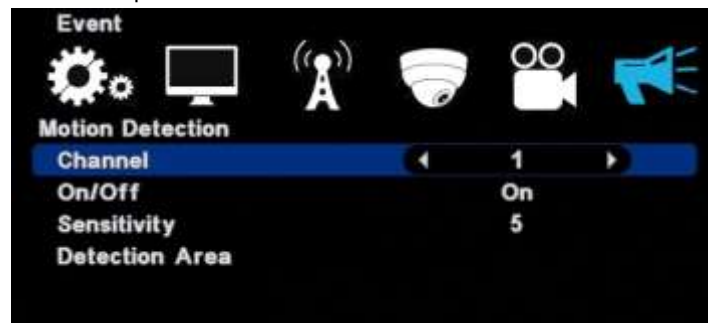 Event
Motion Detection
Channel 1
On/Off On
Sensitivity 5
Detection Area